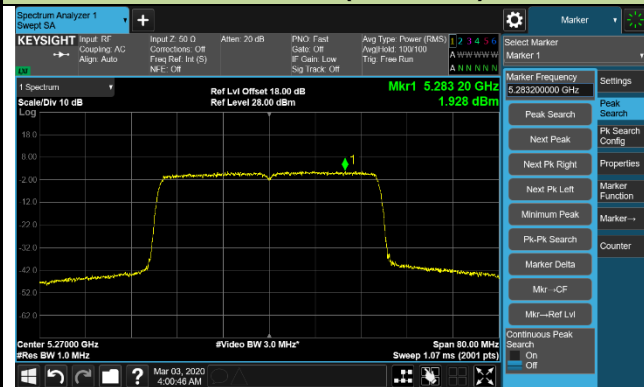 Spectrum Analyzer 1
Swept SA
Marker
KEYSIGHT
Input: RF
Coupling: AC
Align: Auto
Input Z: 50 Ω
Corrections: Off
Freq Ref: Int (S)
NFE: Off
Atten: 20 dB
PNO: Fast
Gate: Off
IF Gain: Low
Sig Track: Off
Avg Type: Power (RMS)
Avg|Hold: 100/100
Trig: Free Run
1 2 3 4 5 6
A W W W W W
A N N N N N
LXI
Select Marker
Marker 1
1 Spectrum
Scale/Div 10 dB
Log
Ref Lvl Offset 18.00 dB
Ref Level 28.00 dBm
Mkr1 5.283 20 GHz
1.928 dBm
18.0
8.00
-2.00
-12.0
-22.0
-32.0
-42.0
-52.0
-62.0
1
Center 5.27000 GHz
#Res BW 1.0 MHz
#Video BW 3.0 MHz*
Span 80.00 MHz
Sweep 1.07 ms (2001 pts)
Marker Frequency
5.283200000 GHz
Peak Search
Next Peak
Next Pk Right
Next Pk Left
Minimum Peak
Pk-Pk Search
Marker Delta
Mkr→CF
Mkr→Ref Lvl
Continuous Peak
Search
On
Off
Settings
Peak
Search
Pk Search
Config
Properties
Marker
Function
Marker→
Counter
?
Mar 03, 2020
4:00:46 AM